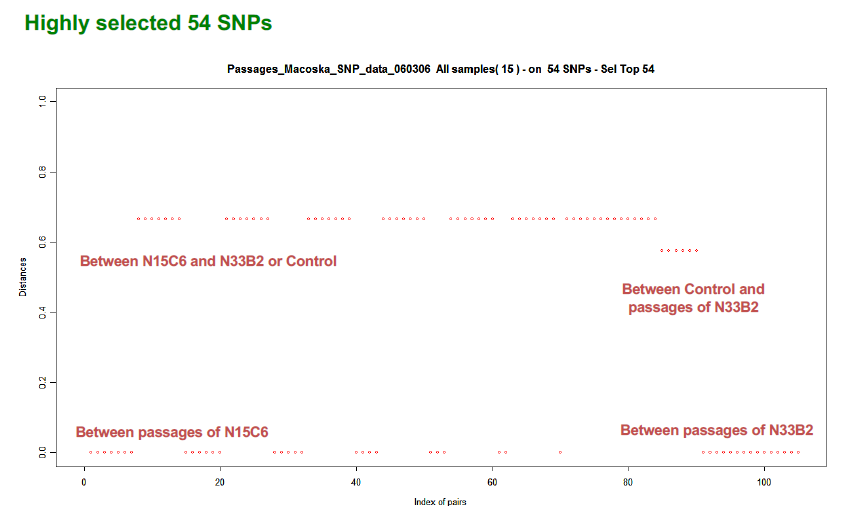 Highly selected 54 SNPs
Passages_Macoska_SNP_data_060306 All samples( 15 ) - on 54 SNPs - Sel Top 54
1.0
0.8
0.6
0.4
0.2
0.0
Distances
Between N15C6 and N33B2 or Control
Between Control and
passages of N33B2
Between passages of N15C6
Between passages of N33B2
0 20 40 60 80 100
Index of pairs